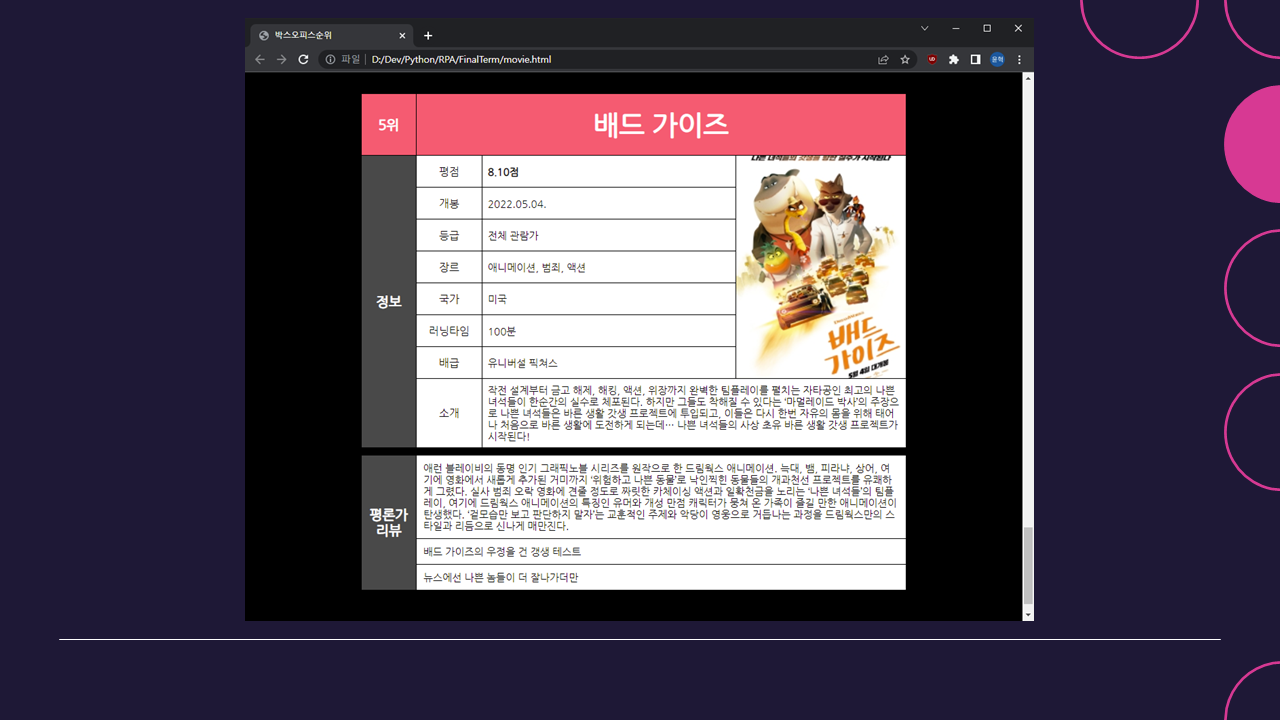 박스오피스순위
파일 D:/Dev/Python/RPA/FinalTerm/movie.html
UD
윤혁
5위
배드 가이즈
정보
평점 8.10점
개봉 2022.05.04.
등급 전체 관람가
장르 애니메이션, 범죄, 액션
국가 미국
러닝타임 100분
배급 유니버설 픽쳐스
나쁜 녀석들의 갓생을 향한 질주가 시작된다
배드
가이즈
5월 4일 대개봉
소개
작전 설계부터 금고 해제, 해킹, 액션, 위장까지 완벽한 팀플레이를 펼치는 자타공인 최고의 나쁜
녀석들이 한순간의 실수로 체포된다. 하지만 그들도 착해질 수 있다는 ‘마멀레이드 박사’의 주장으
로 나쁜 녀석들은 바른 생활 갓생 프로젝트에 투입되고, 이들은 다시 한번 자유의 몸을 위해 태어
나 처음으로 바른 생활에 도전하게 되는데… 나쁜 녀석들의 사상 초유 바른 생활 갓생 프로젝트가
시작된다!
평론가
리뷰
애런 블레이비의 동명 인기 그래픽노블 시리즈를 원작으로 한 드림웍스 애니메이션. 늑대, 뱀, 피라냐, 상어, 여
기에 영화에서 새롭게 추가된 거미까지 ‘위험하고 나쁜 동물’로 낙인찍힌 동물들의 개과천선 프로젝트를 유쾌하
게 그렸다. 실사 범죄 오락 영화에 견줄 정도로 짜릿한 카체이싱 액션과 일확천금을 노리는 ‘나쁜 녀석들’의 팀플
레이, 여기에 드림웍스 애니메이션의 특징인 유머와 개성 만점 캐릭터가 뭉쳐 온 가족이 즐길 만한 애니메이션이
탄생했다. ‘겉모습만 보고 판단하지 말자’는 교훈적인 주제와 악당이 영웅으로 거듭나는 과정을 드림웍스만의 스
타일과 리듬으로 신나게 매만진다.
배드 가이즈의 우정을 건 갱생 테스트
뉴스에선 나쁜 놈들이 더 잘나가더만